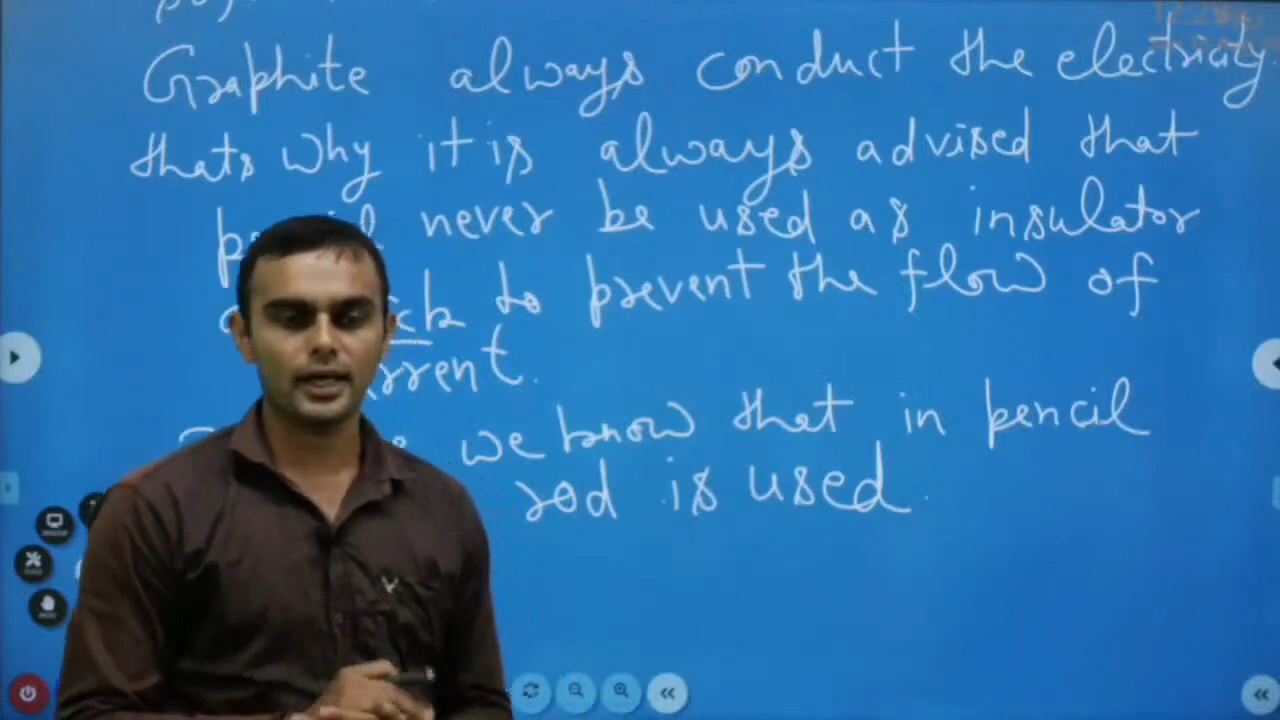 Graphite always conduct the electricity.
thats why it is always advised that
never be used as insulator
to prevent the flow of
we know that in pencil
rod is used.